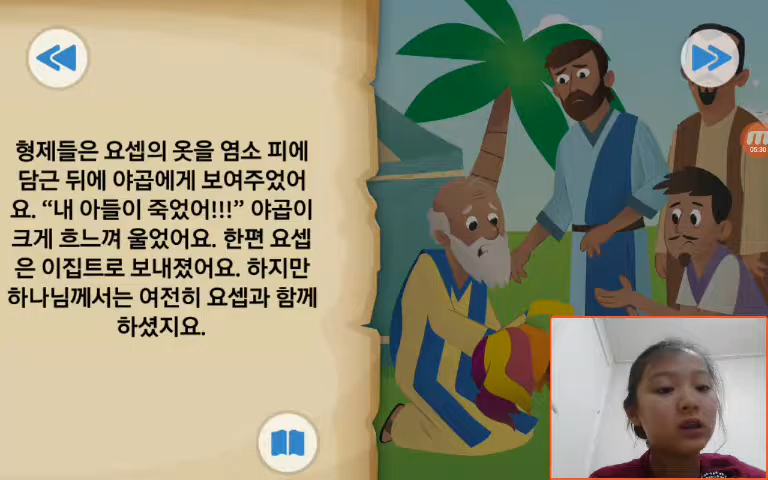 형제들은 요셉의 옷을 염소 피에
담근 뒤에 야곱에게 보여주었어
요. “내 아들이 죽었어!!!” 야곱이
크게 흐느껴 울었어요. 한편 요셉
은 이집트로 보내졌어요. 하지만
하나님께서는 여전히 요셉과 함께
하셨지요.
05:30